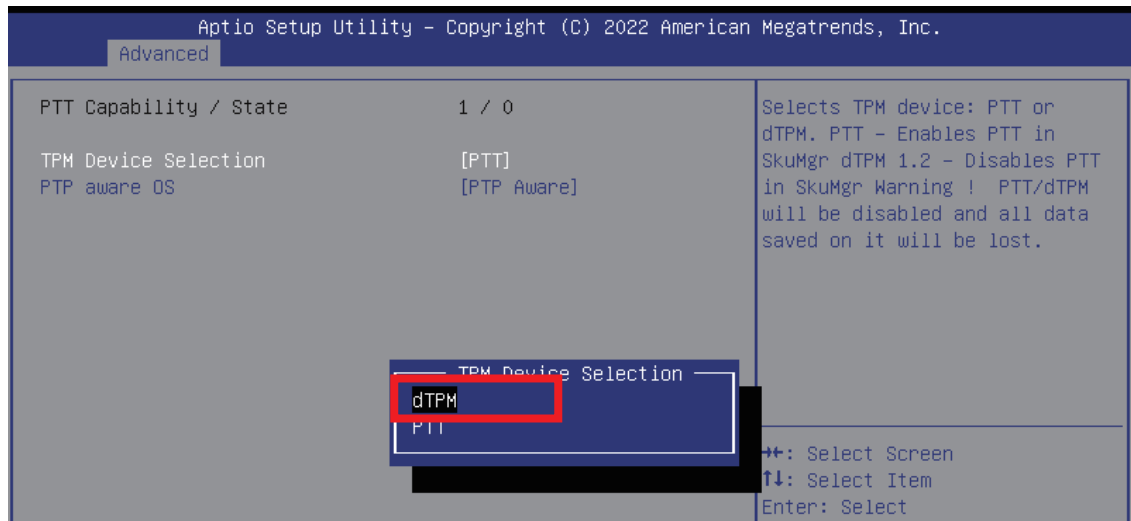 Aptio Setup Utility – Copyright (C) 2022 American Megatrends, Inc.
Advanced
PTT Capability / State 1 / 0
TPM Device Selection [PTT]
PTP aware OS [PTP Aware]
Selects TPM device: PTT or
dTPM. PTT – Enables PTT in
SkuMgr dTPM 1.2 – Disables PTT
in SkuMgr Warning ! PTT/dTPM
will be disabled and all data
saved on it will be lost.
TPM Device Selection
dTPM
PTT
→←: Select Screen
↑↓: Select Item
Enter: Select